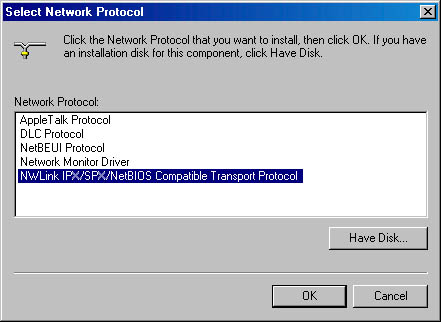 Select Network Protocol
Click the Network Protocol that you want to install, then click OK. If you have
an installation disk for this component, click Have Disk.
Network Protocol:
AppleTalk Protocol
DLC Protocol
NetBEUI Protocol
Network Monitor Driver
NWLink IPX/SPX/NetBIOS Compatible Transport Protocol
Have Disk...
OK
Cancel